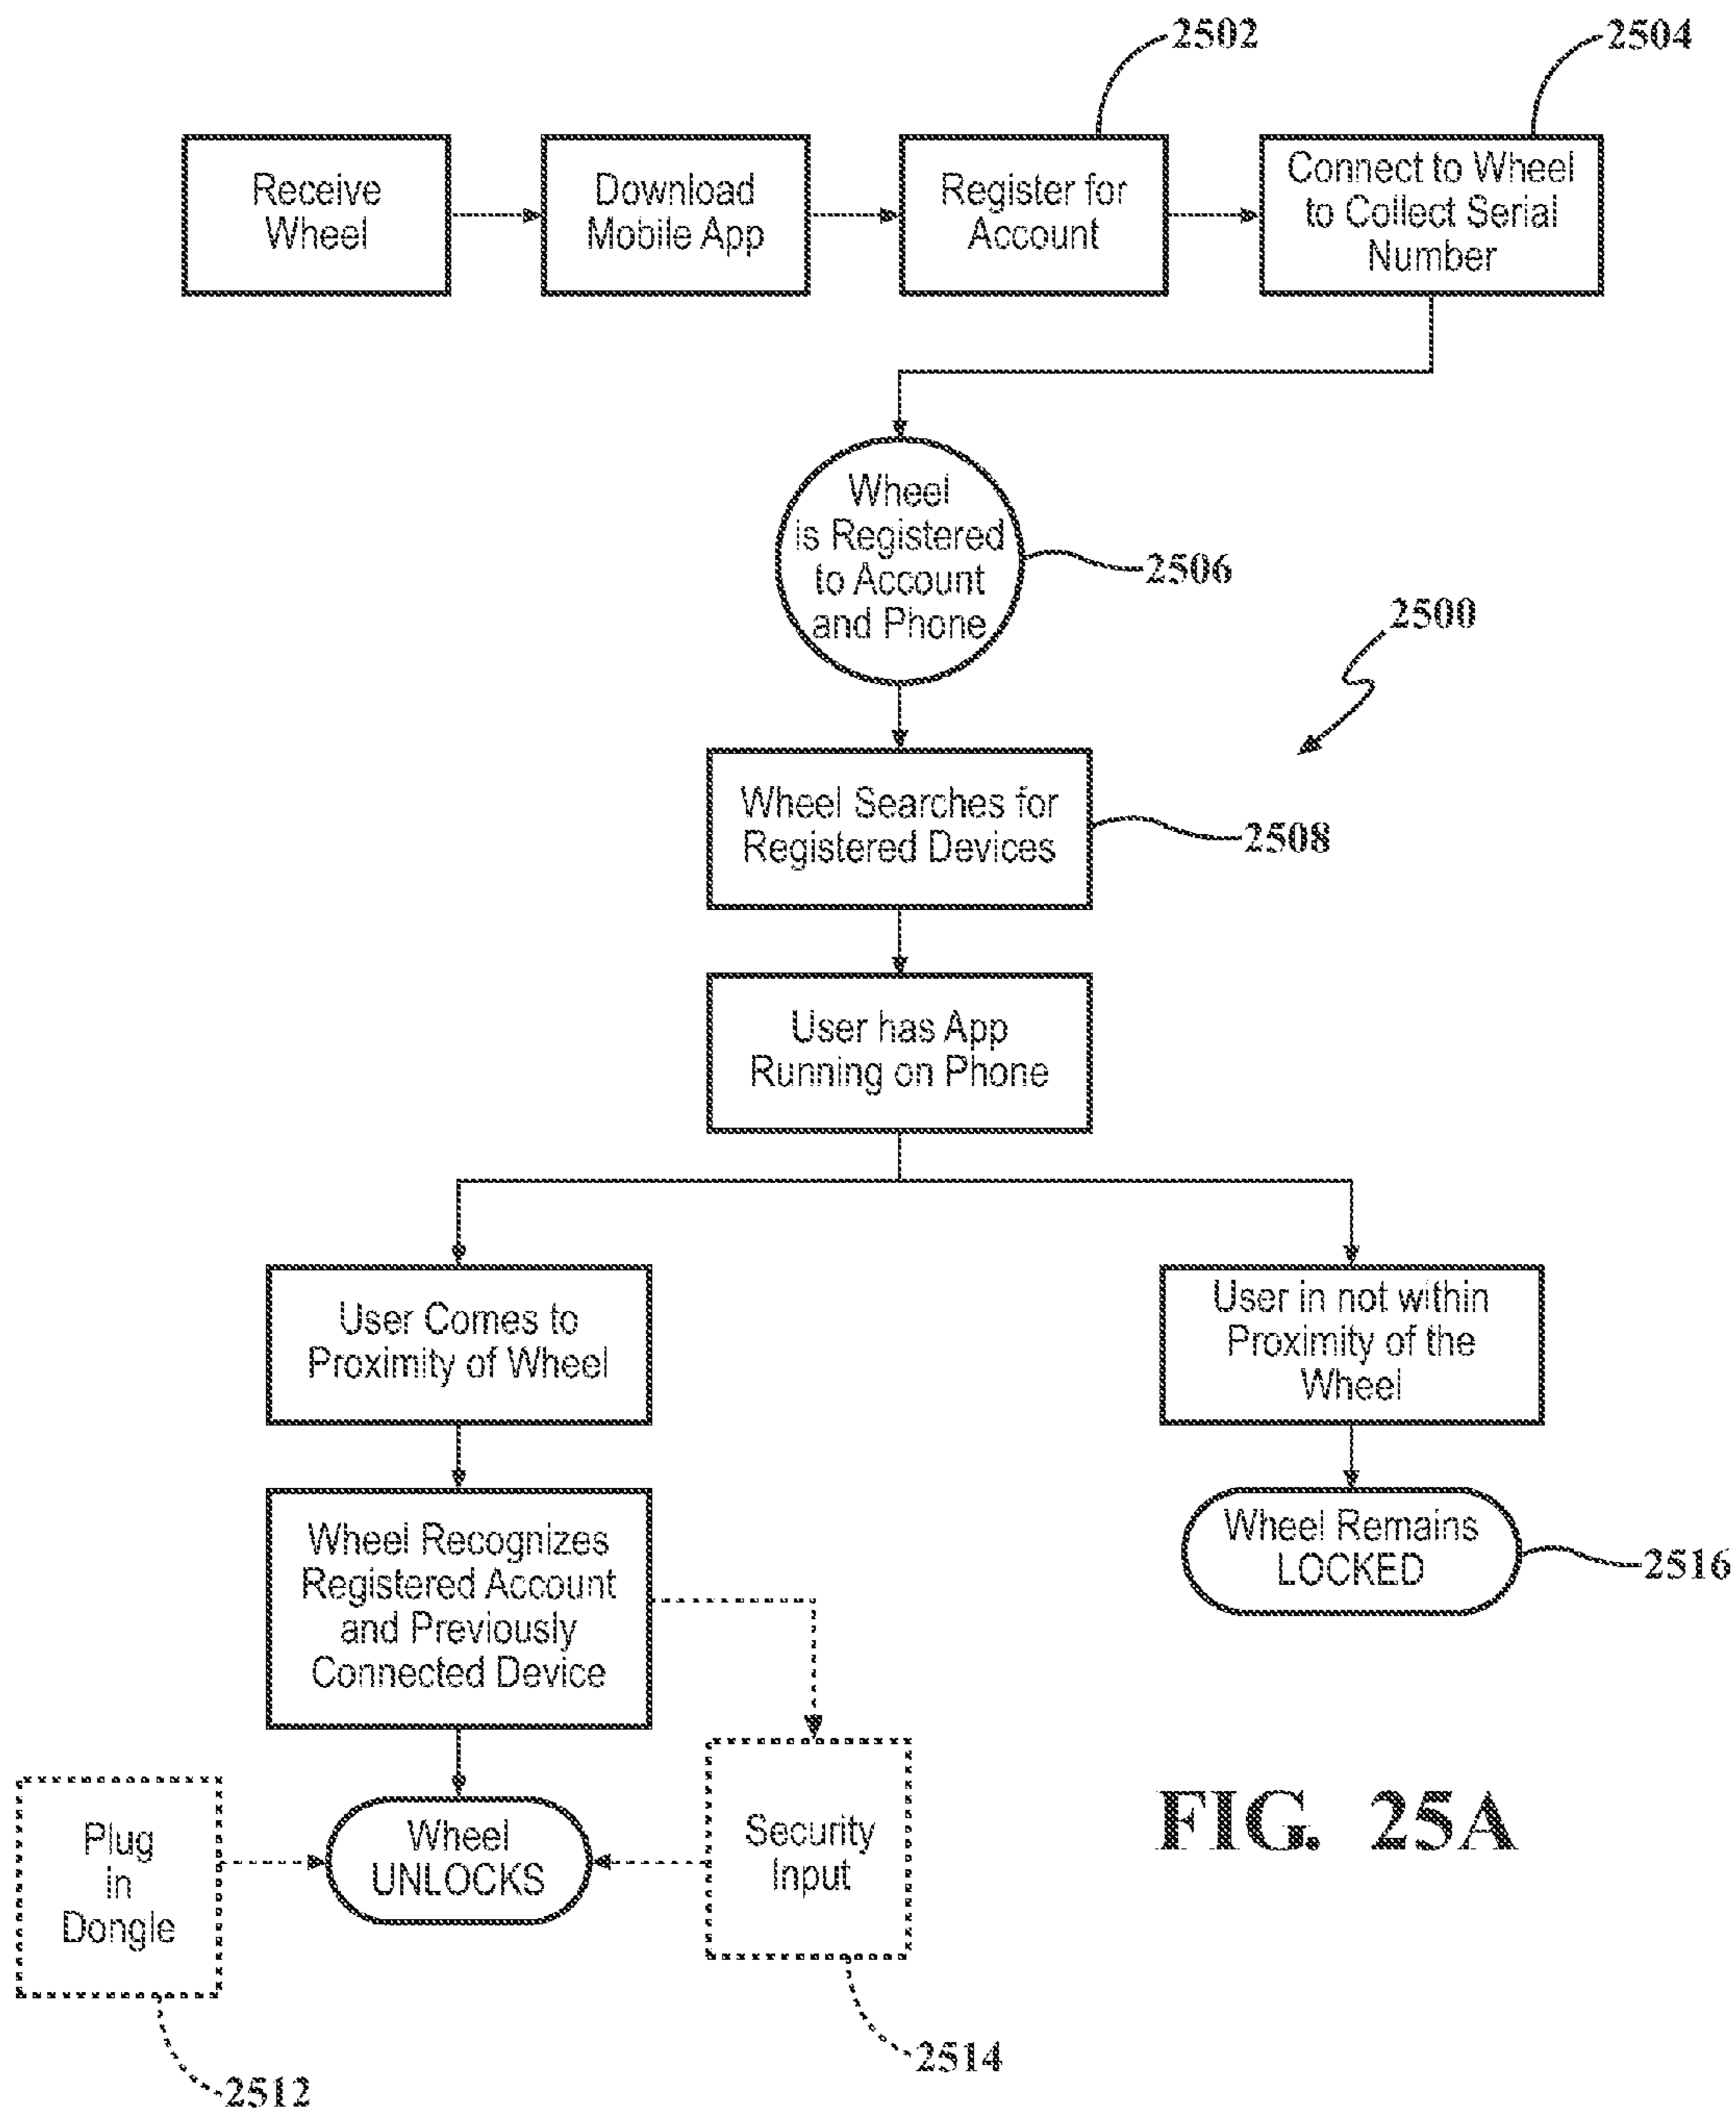 2502
2504
Receive
Wheel
Download
Mobile App
Register for
Account
Connect to Wheel
to Collect Serial
Number
Wheel
is Registered
to Account
and Phone
2506
2500
Wheel Searches for
Registered Devices
2508
User has App
Running on Phone
User Comes to
Proximity of Wheel
User in not within
Proximity of the
Wheel
Wheel Recognizes
Registered Account
and Previously
Connected Device
Wheel Remains
LOCKED
2516
Plug
in
Dongle
Wheel
UNLOCKS
Security
Input
FIG. 25A
2512
2514